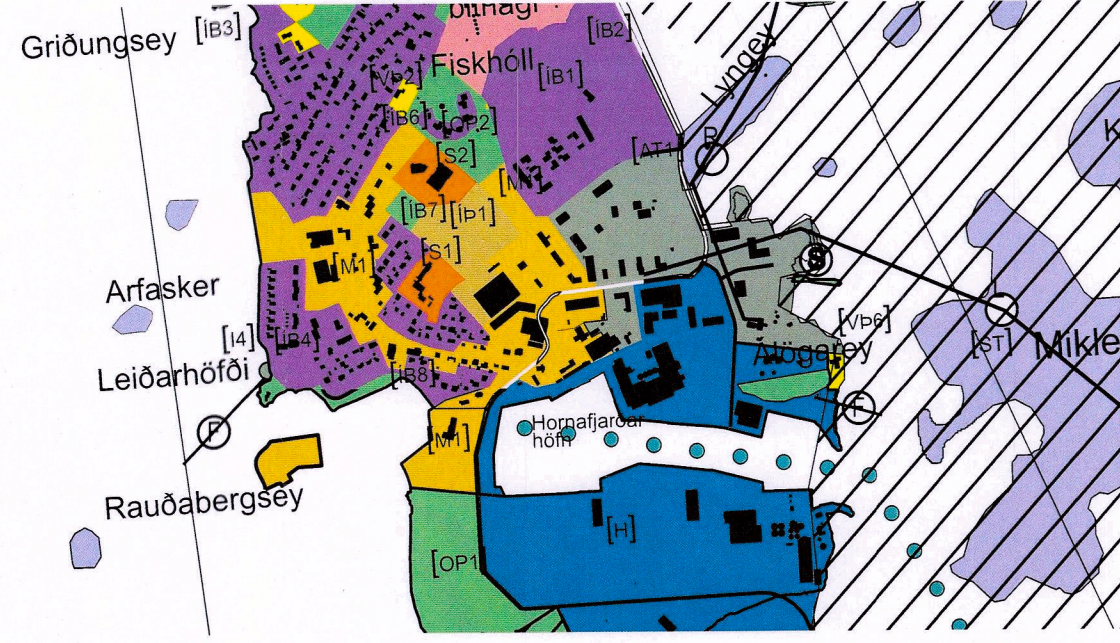 Griðungsey
[ÍB3]
[ÍB2]
Fiskhóll
[ÍB1]
[VÞ2]
Lyngey
[ÍB6]
[OP2]
[S2]
[AT1]
R
[ÍB7]
[ÍÞ1]
[S1]
[M1]
Arfasker
[I4]
[ÍB4]
[VÞ6]
[ST]
Mikle
Leiðarhöfði
[ÍB8]
F
F
Hornafjarðar
höfn
[M1]
Rauðabergsey
[H]
[OP1